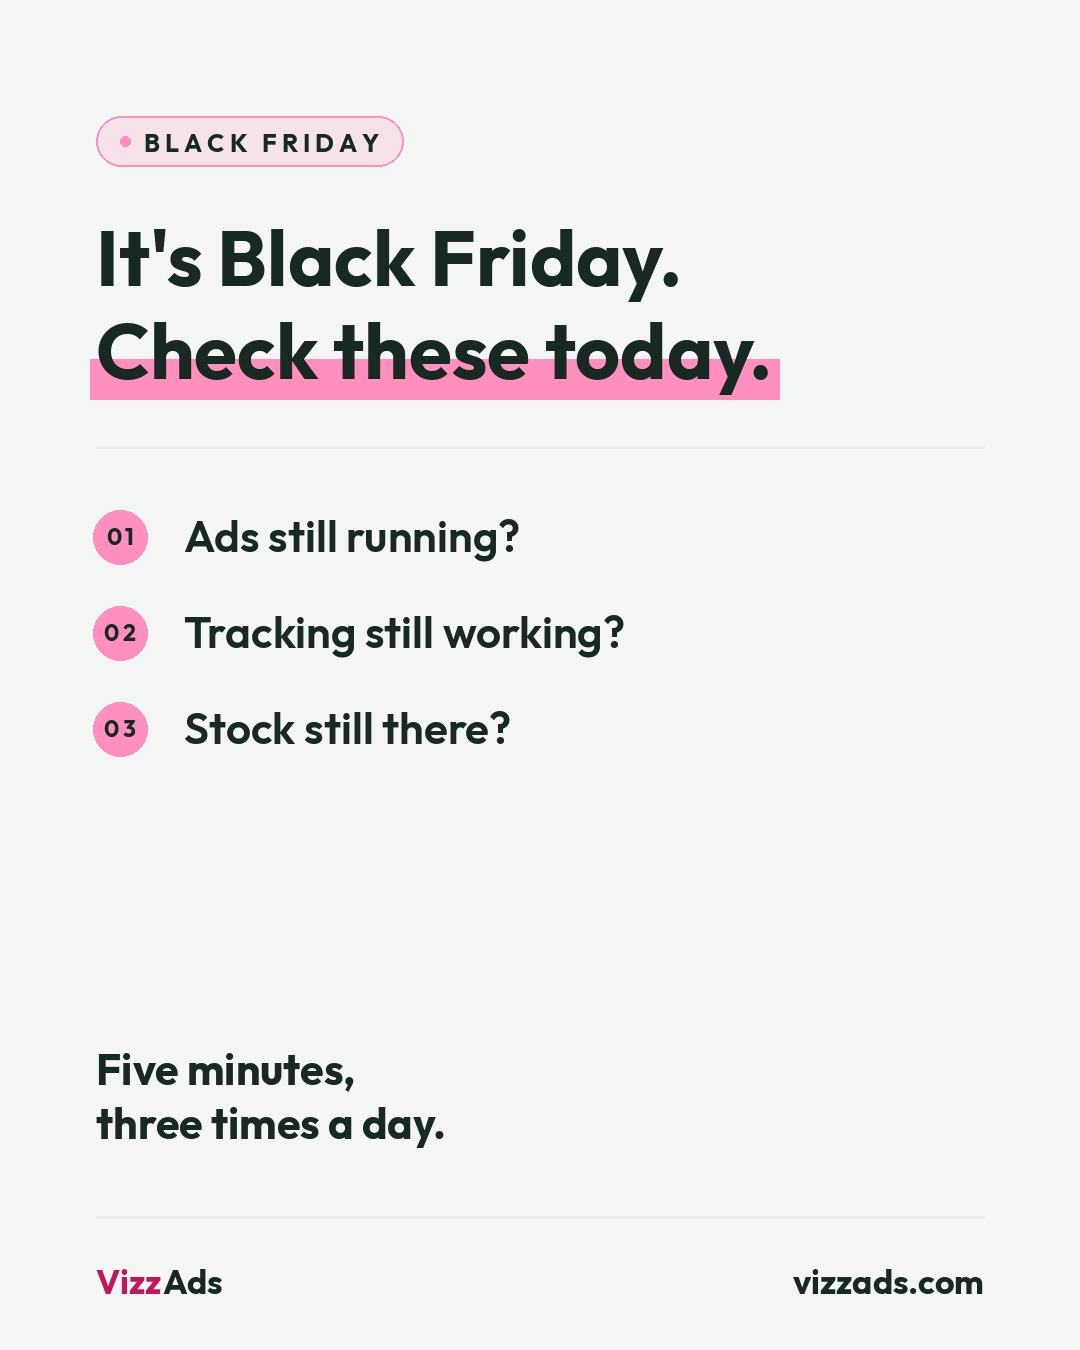 BLACK FRIDAY
It's Black Friday.
Check these today.
01 Ads still running?
02 Tracking still working?
03 Stock still there?
Five minutes,
three times a day.
VizzAds
vizzads.com